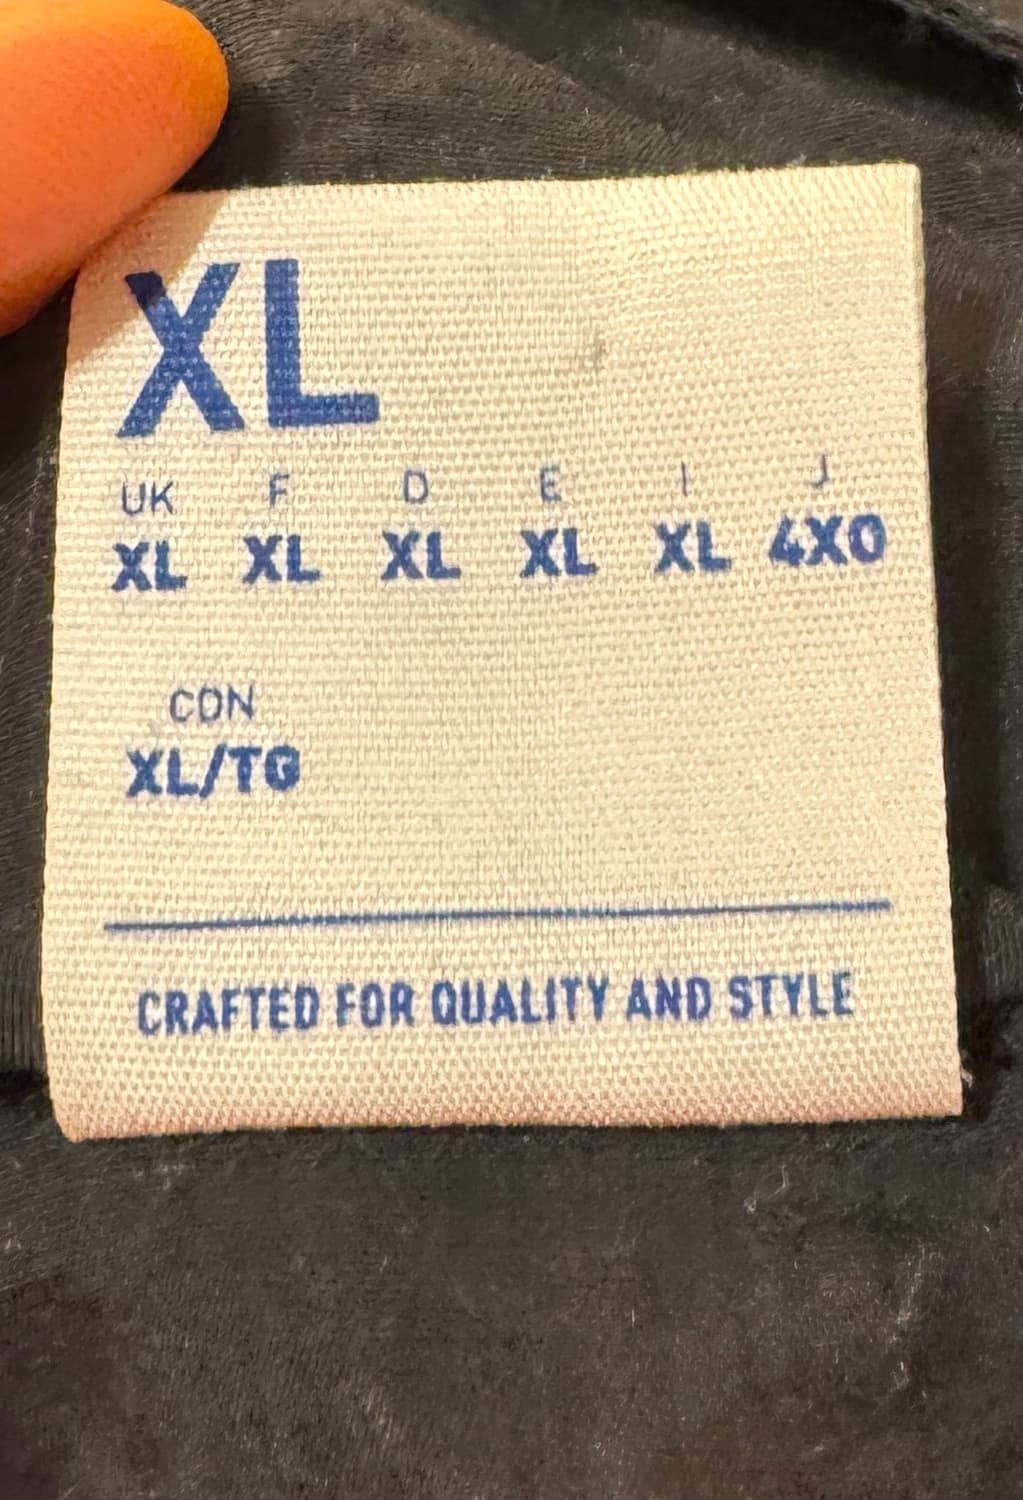 XL
UK F D E I J
XL XL XL XL XL 4XO
CDN
XL/TG
CRAFTED FOR QUALITY AND STYLE